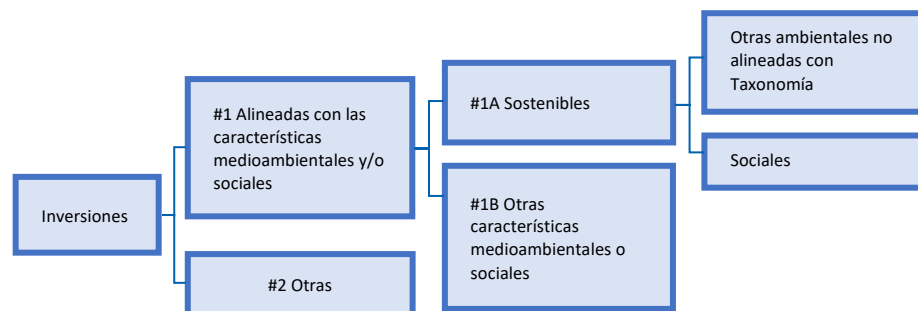 Inversiones
#1 Alineadas con las
características
medioambientales y/o
sociales
#2 Otras
#1A Sostenibles
#1B Otras
características
medioambientales o
sociales
Otras ambientales no
alineadas con
Taxonomía
Sociales